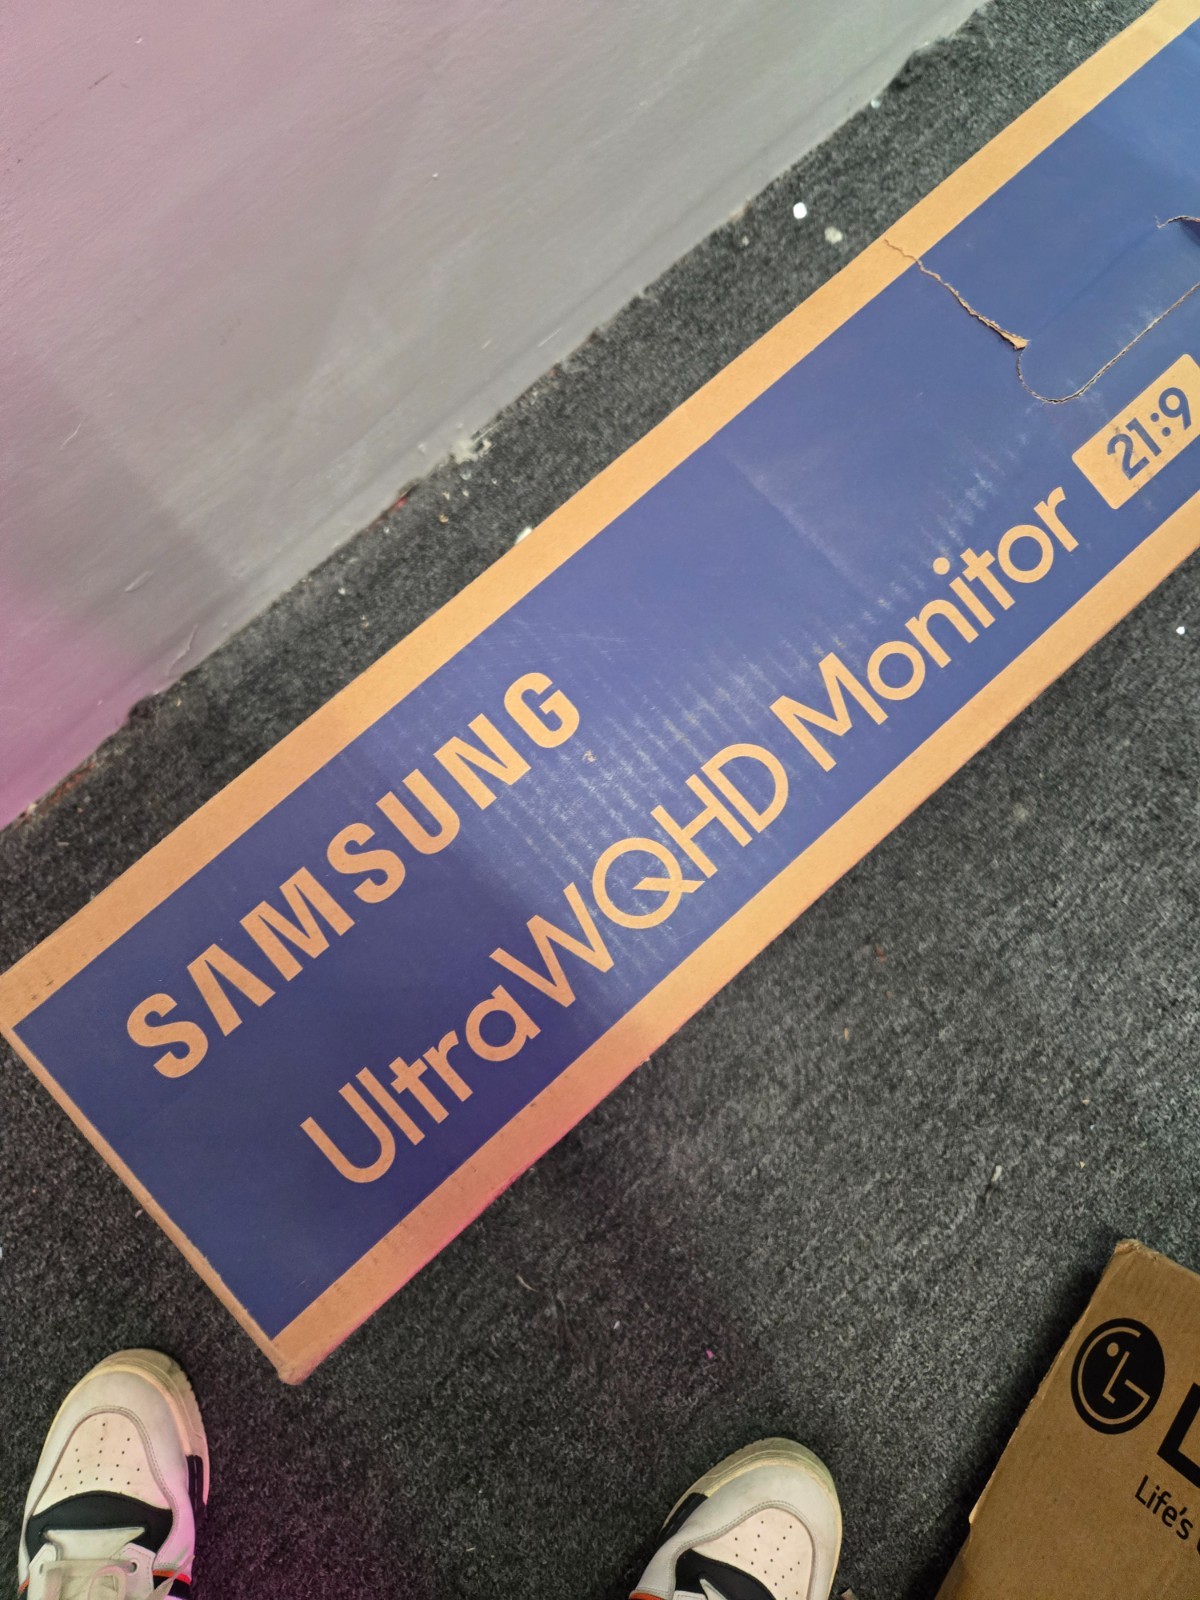 SAMSUNG
UltraWQHD Monitor 21:9
LG
Life's